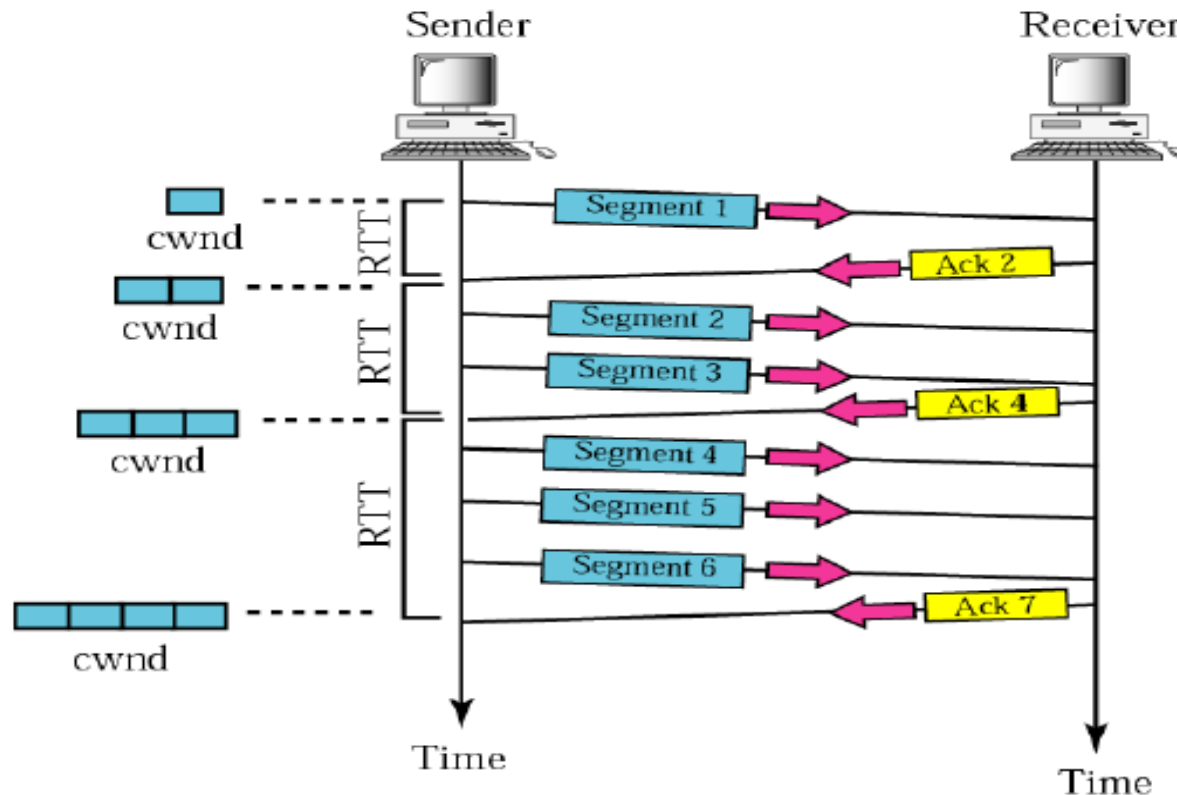 Sender
Receiver
Segment 1
cwnd
RTT
Ack 2
Segment 2
cwnd
RTT
Segment 3
Ack 4
Segment 4
cwnd
RTT
Segment 5
Segment 6
Ack 7
cwnd
Time
Time